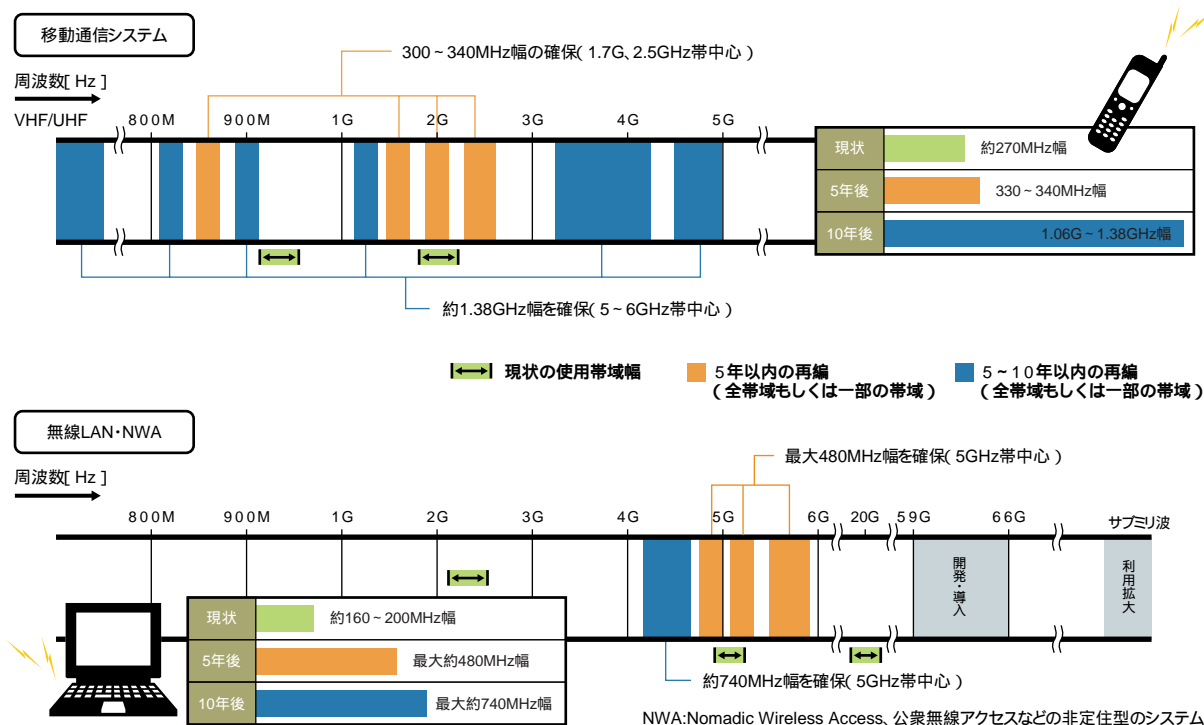 移動通信システム
300~340MHz幅の確保(1.7G、2.5GHz帯中心)
周波数[Hz]
VHF/UHF
800M 900M 1G 2G 3G 4G 5G
現状 約270MHz幅
5年後 330~340MHz幅
10年後 1.06G~1.38GHz幅
約1.38GHz幅を確保(5~6GHz帯中心)
現状の使用帯域幅
5年以内の再編
(全帯域もしくは一部の帯域)
5~10年以内の再編
(全帯域もしくは一部の帯域)
無線LAN・NWA
最大480MHz幅を確保(5GHz帯中心)
周波数[Hz]
800M 900M 1G 2G 3G 4G 5G 6G 20G 59G 66G サブミリ波
開発・導入
利用拡大
現状 約160~200MHz幅
5年後 最大約480MHz幅
10年後 最大約740MHz幅
約740MHz幅を確保(5GHz帯中心)
NWA:Nomadic Wireless Access、公衆無線アクセスなどの非定住型のシステム